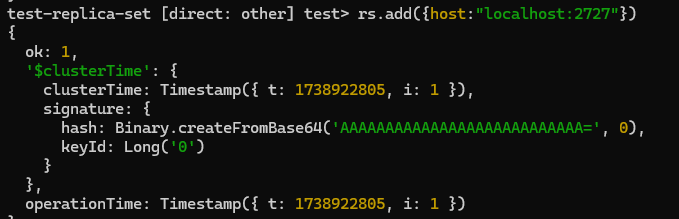 test-replica-set [direct: other] test> rs.add({host:"localhost:2727"})
{
  ok: 1,
  '$clusterTime': {
    clusterTime: Timestamp({ t: 1738922805, i: 1 }),
    signature: {
      hash: Binary.createFromBase64('AAAAAAAAAAAAAAAAAAAAAAAAAAA=', 0),
      keyId: Long('0')
    }
  },
  operationTime: Timestamp({ t: 1738922805, i: 1 })
}